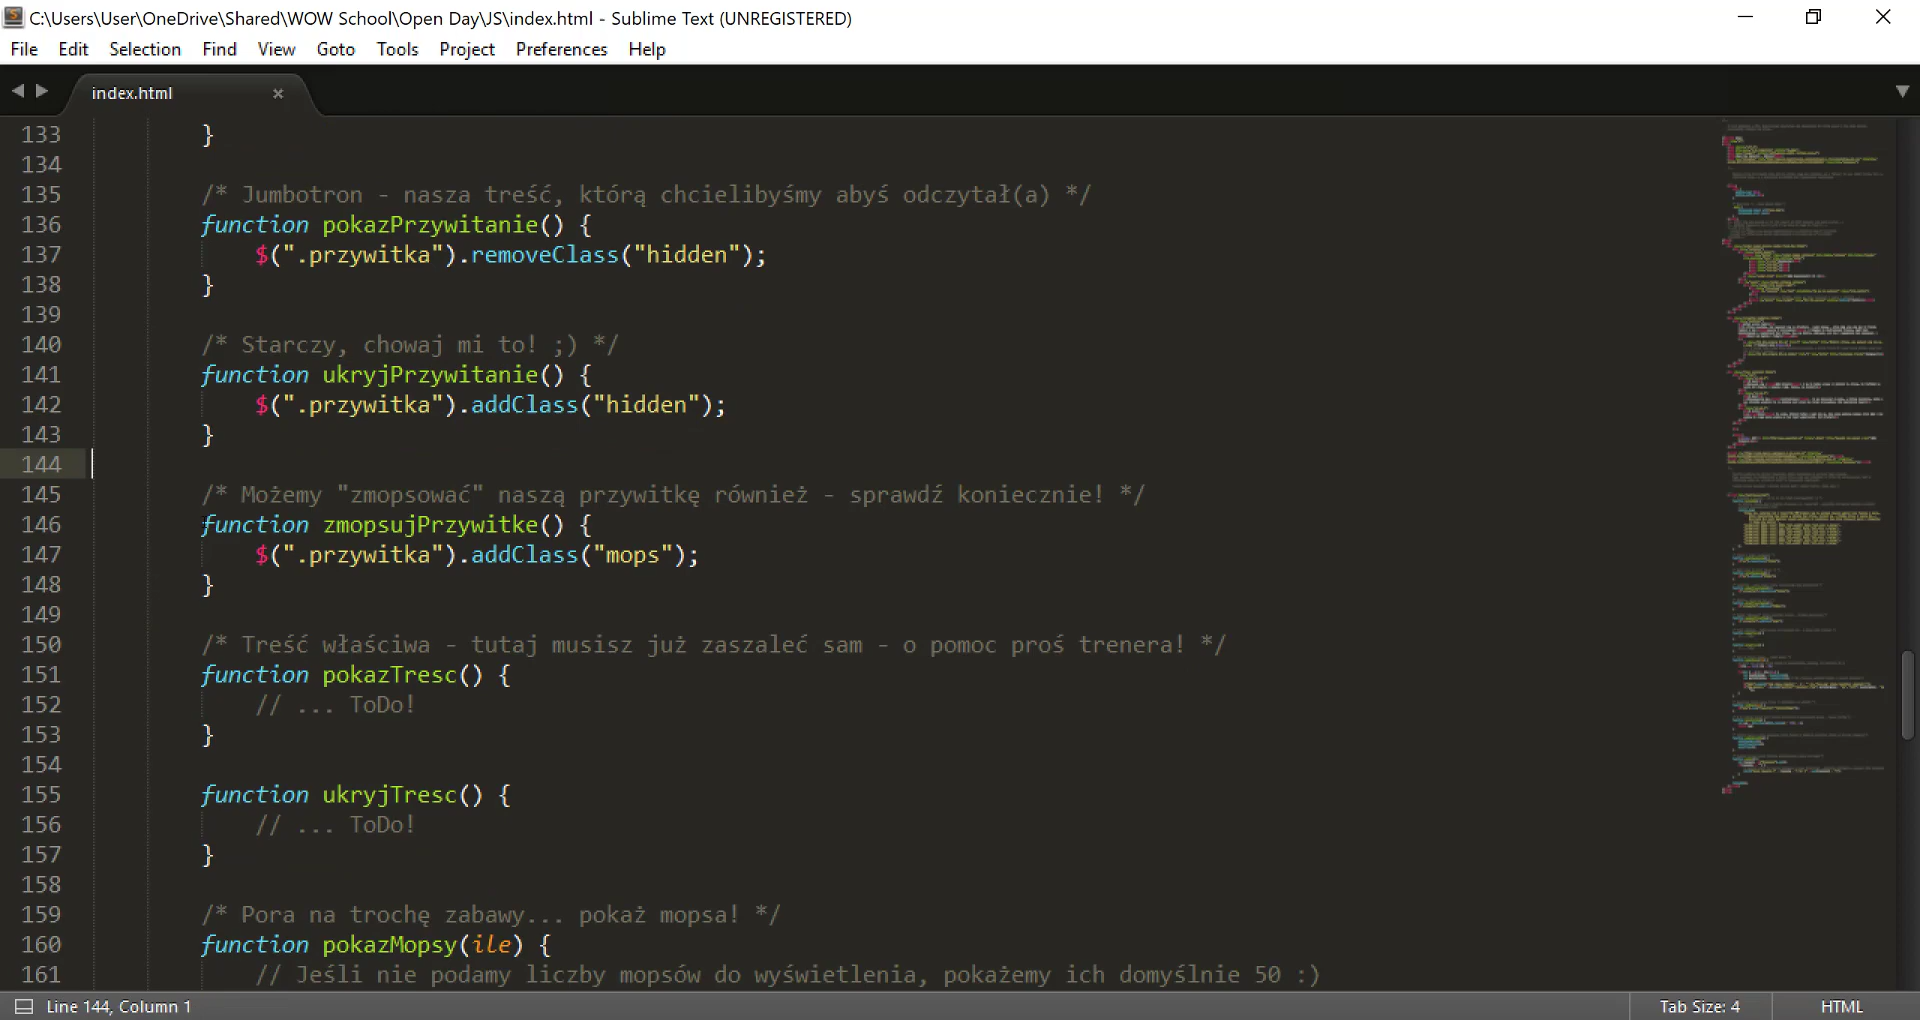 C:\Users\User\OneDrive\Shared\WOW School\Open Day\JS\index.html - Sublime Text (UNREGISTERED)
File Edit Selection Find View Goto Tools Project Preferences Help
index.html
133 }
134
135 /* Jumbotron - nasza treść, którą chcielibyśmy abyś odczytał(a) */
136 function pokazPrzywitanie() {
137 $(".przywitka").removeClass("hidden");
138 }
139
140 /* Starczy, chowaj mi to! ;) */
141 function ukryjPrzywitanie() {
142 $(".przywitka").addClass("hidden");
143 }
144
145 /* Możemy "zmopsować" naszą przywitkę również - sprawdź koniecznie! */
146 function zmopsujPrzywitke() {
147 $(".przywitka").addClass("mops");
148 }
149
150 /* Treść właściwa - tutaj musisz już zaszaleć sam - o pomoc proś trenera! */
151 function pokazTresc() {
152 // ... ToDo!
153 }
154
155 function ukryjTresc() {
156 // ... ToDo!
157 }
158
159 /* Pora na trochę zabawy... pokaż mopsa! */
160 function pokazMopsy(ile) {
161 // Jeśli nie podamy liczby mopsów do wyświetlenia, pokażemy ich domyślnie 50 :)
Line 144, Column 1 Tab Size: 4 HTML